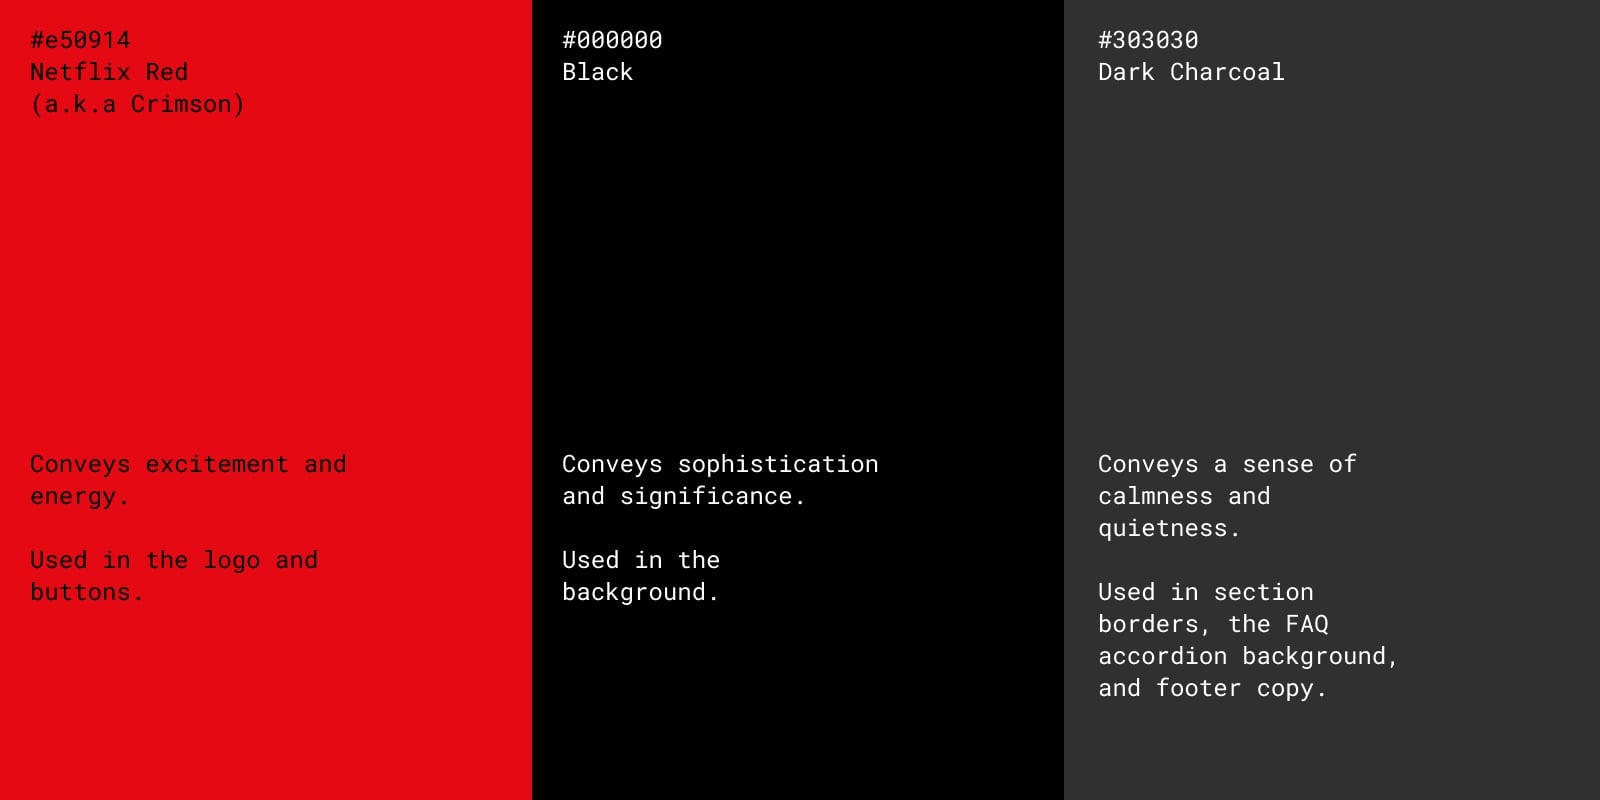 #e50914
Netflix Red
(a.k.a Crimson)
Conveys excitement and
energy.
Used in the logo and
buttons.
#000000
Black
Conveys sophistication
and significance.
Used in the
background.
#303030
Dark Charcoal
Conveys a sense of
calmness and
quietness.
Used in section
borders, the FAQ
accordion background,
and footer copy.